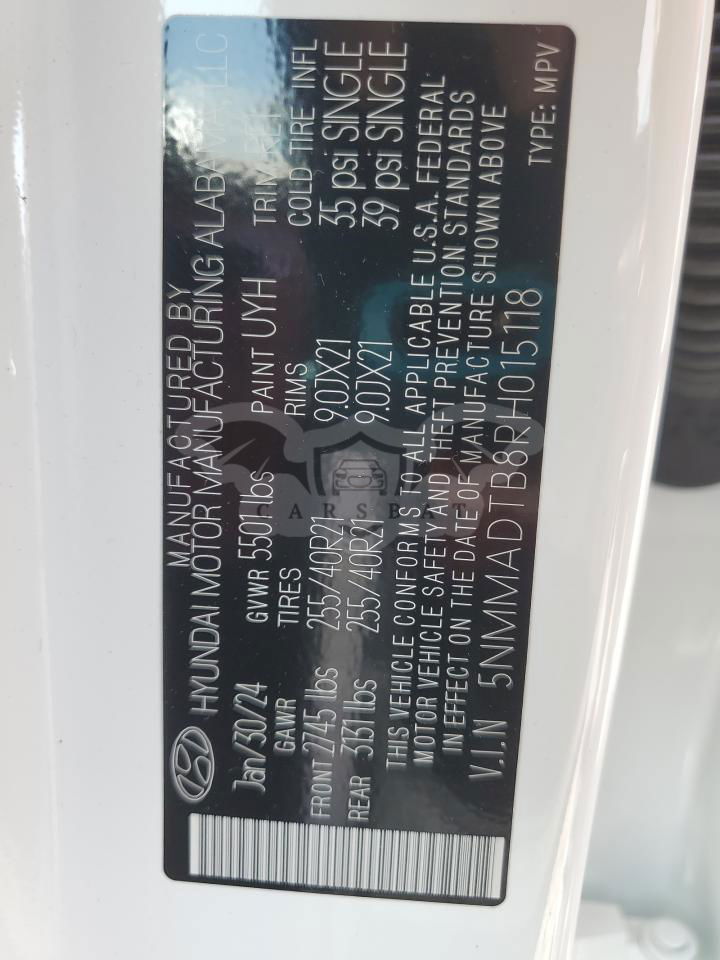 MANUFACTURED BY
HYUNDAI MOTOR MANUFACTURING ALABAMA, LLC
Jan/30/24 GVWR 5501 lbs PAINT UYH TRIM
GAWR TIRES RIMS COLD TIRE INFL
FRONT 2745 lbs 255/40R21 9.0JX21 35 psi SINGLE
REAR 3131 lbs 255/40R21 9.0JX21 39 psi SINGLE
THIS VEHICLE CONFORMS TO ALL APPLICABLE U.S.A. FEDERAL
MOTOR VEHICLE SAFETY AND THEFT PREVENTION STANDARDS
IN EFFECT ON THE DATE OF MANUFACTURE SHOWN ABOVE
V.I.N 5NMMADTB8RH015118 TYPE: MPV
CARSBAT